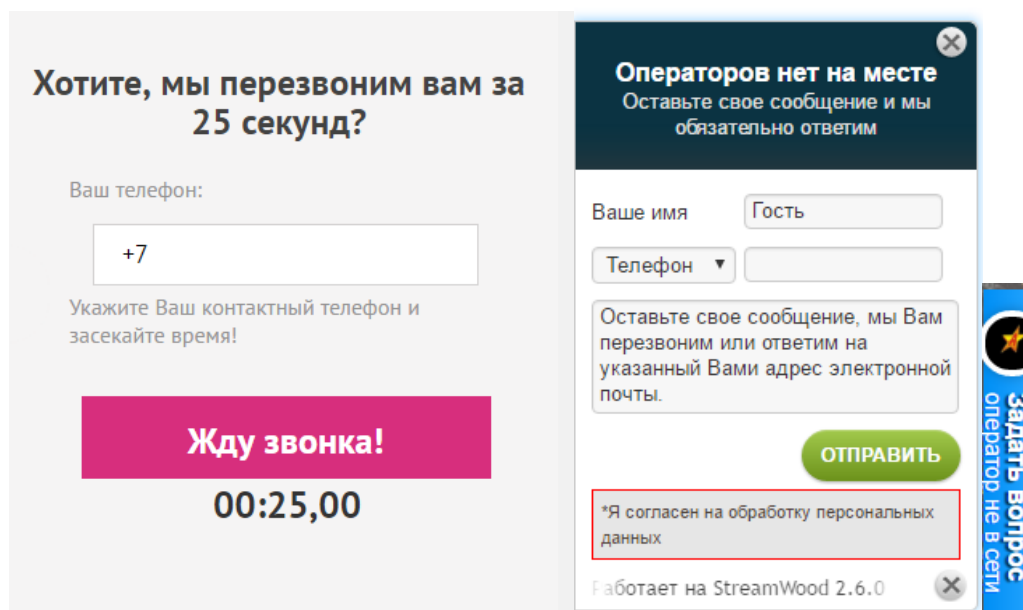 Хотите, мы перезвоним вам за
25 секунд?
Ваш телефон:
+7
Укажите Ваш контактный телефон и
засекайте время!
Жду звонка!
00:25,00
Операторов нет на месте
Оставьте свое сообщение и мы
обязательно ответим
Ваше имя
Гость
Телефон
Оставьте свое сообщение, мы Вам
перезвоним или ответим на
указанный Вами адрес электронной
почты.
ОТПРАВИТЬ
*Я согласен на обработку персональных
данных
Работает на StreamWood 2.6.0
Задать вопрос
оператор не в сети